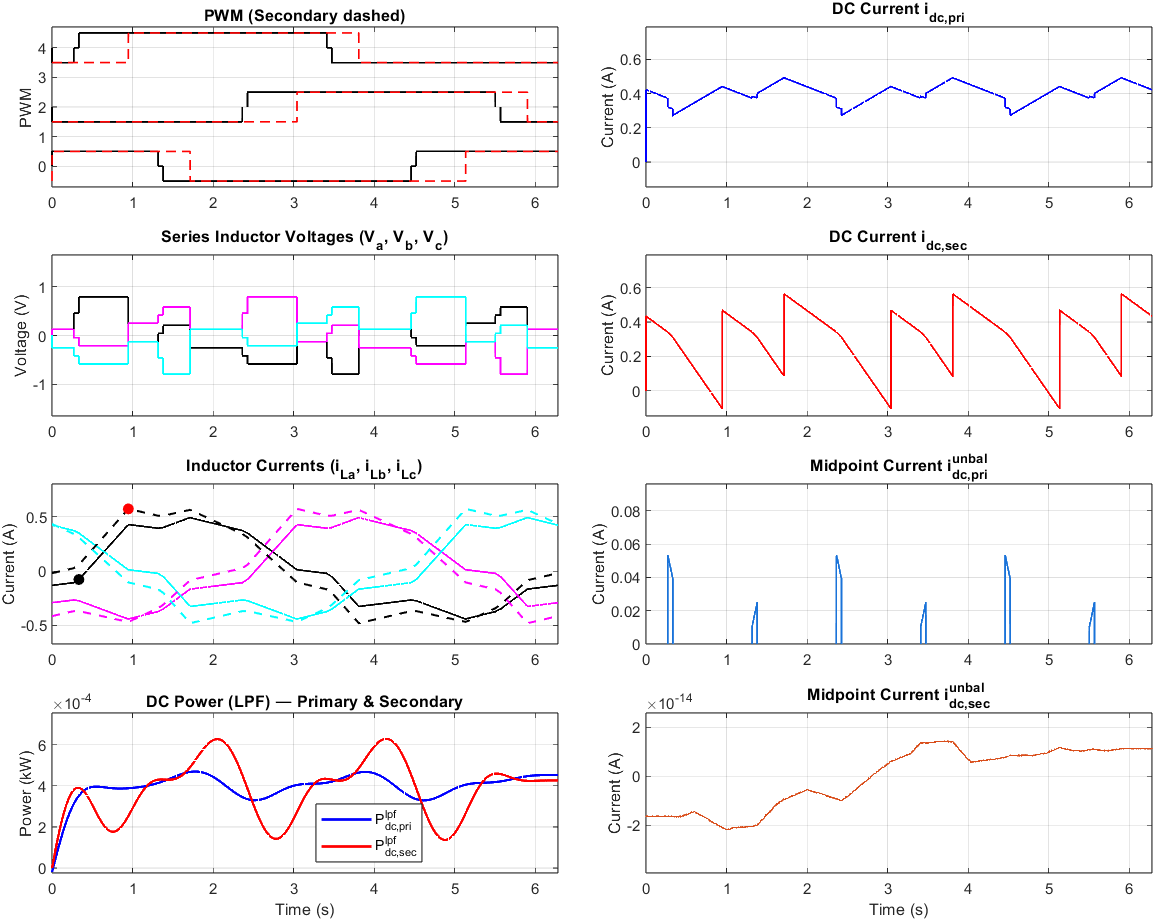 PWM (Secondary dashed)
PWM
4
3
2
1
0
0 1 2 3 4 5 6
DC Current i_dc,pri
Current (A)
0.6
0.4
0.2
0
0 1 2 3 4 5 6
Series Inductor Voltages (V_a, V_b, V_c)
Voltage (V)
1
0
-1
0 1 2 3 4 5 6
DC Current i_dc,sec
Current (A)
0.6
0.4
0.2
0
0 1 2 3 4 5 6
Inductor Currents (i_La, i_Lb, i_Lc)
Current (A)
0.5
0
-0.5
0 1 2 3 4 5 6
Midpoint Current i^unbal_dc,pri
Current (A)
0.08
0.06
0.04
0.02
0
0 1 2 3 4 5 6
DC Power (LPF) — Primary & Secondary
×10^-4
Power (kW)
6
4
2
0
P^lpf_dc,pri
P^lpf_dc,sec
0 1 2 3 4 5 6
Time (s)
Midpoint Current i^unbal_dc,sec
×10^-14
Current (A)
2
0
-2
0 1 2 3 4 5 6
Time (s)